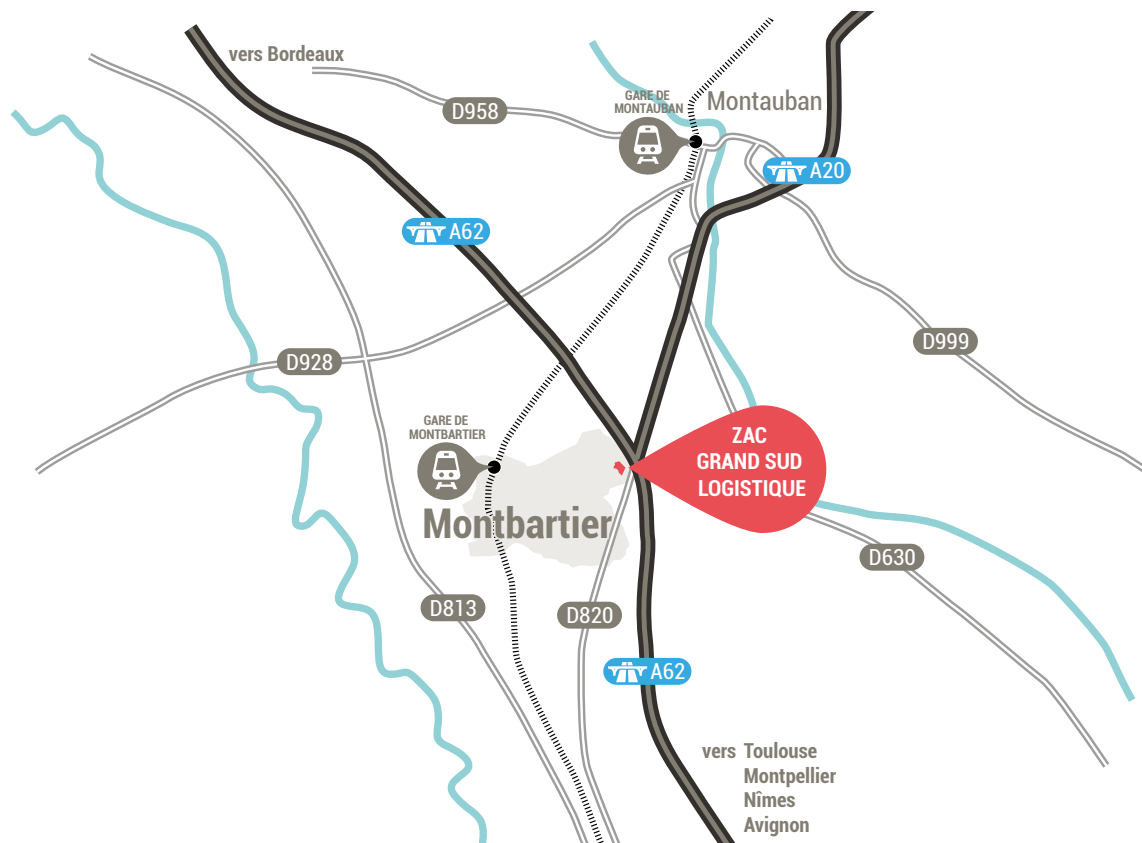 vers Bordeaux
D958
GARE DE
MONTAUBAN
Montauban
A20
A62
D928
D999
GARE DE
MONTBARTIER
ZAC
GRAND SUD
LOGISTIQUE
Montbartier
D630
D813
D820
A62
vers Toulouse
Montpellier
Nîmes
Avignon